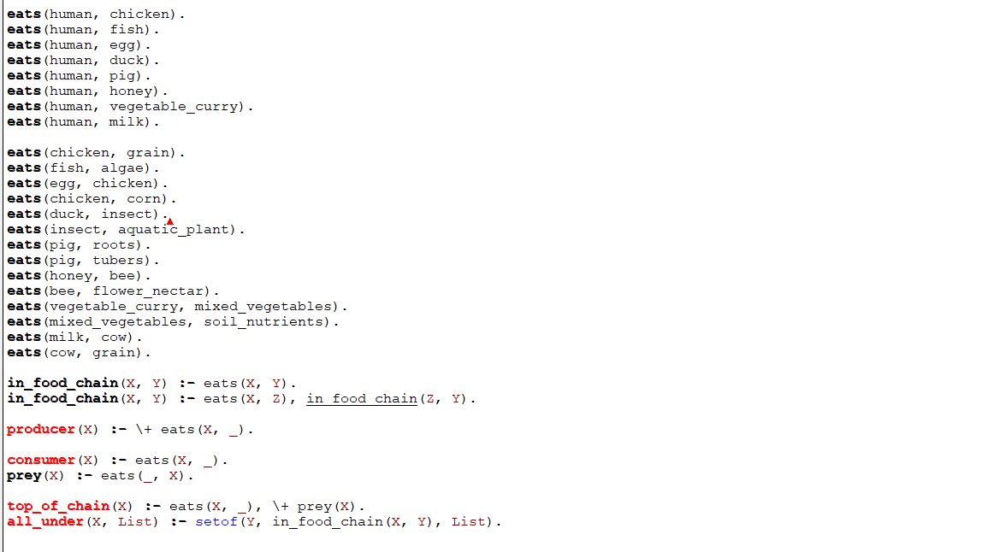 eats(human, chicken).
eats(human, fish).
eats(human, egg).
eats(human, duck).
eats(human, pig).
eats(human, honey).
eats(human, vegetable_curry).
eats(human, milk).
eats(chicken, grain).
eats(fish, algae).
eats(egg, chicken).
eats(chicken, corn).
eats(duck, insect).
eats(insect, aquatic_plant).
eats(pig, roots).
eats(pig, tubers).
eats(honey, bee).
eats(bee, flower_nectar).
eats(vegetable_curry, mixed_vegetables).
eats(mixed_vegetables, soil_nutrients).
eats(milk, cow).
eats(cow, grain).
in_food_chain(X, Y) :- eats(X, Y).
in_food_chain(X, Y) :- eats(X, Z), in_food_chain(Z, Y).
producer(X) :- \+ eats(X, _).
consumer(X) :- eats(X, _).
prey(X) :- eats(_, X).
top_of_chain(X) :- eats(X, _), \+ prey(X).
all_under(X, List) :- setof(Y, in_food_chain(X, Y), List).